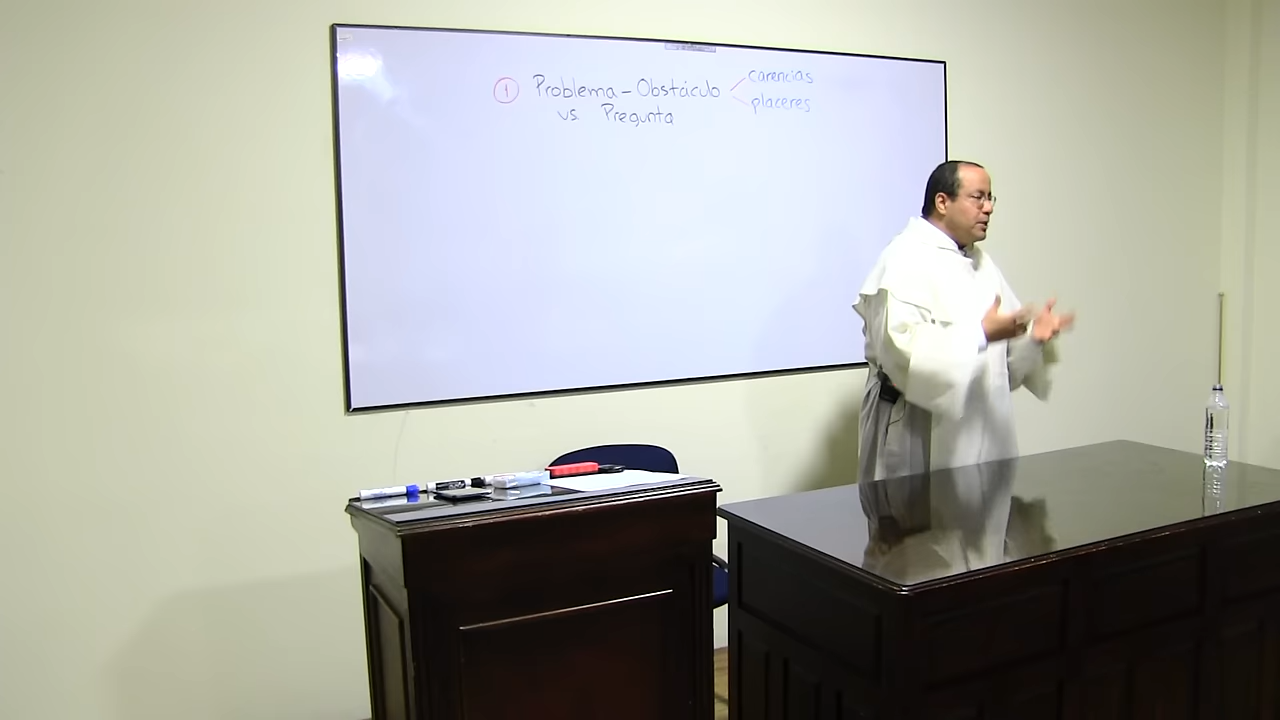 ① Problema – Obstáculo
carencias
placeres
vs. Pregunta